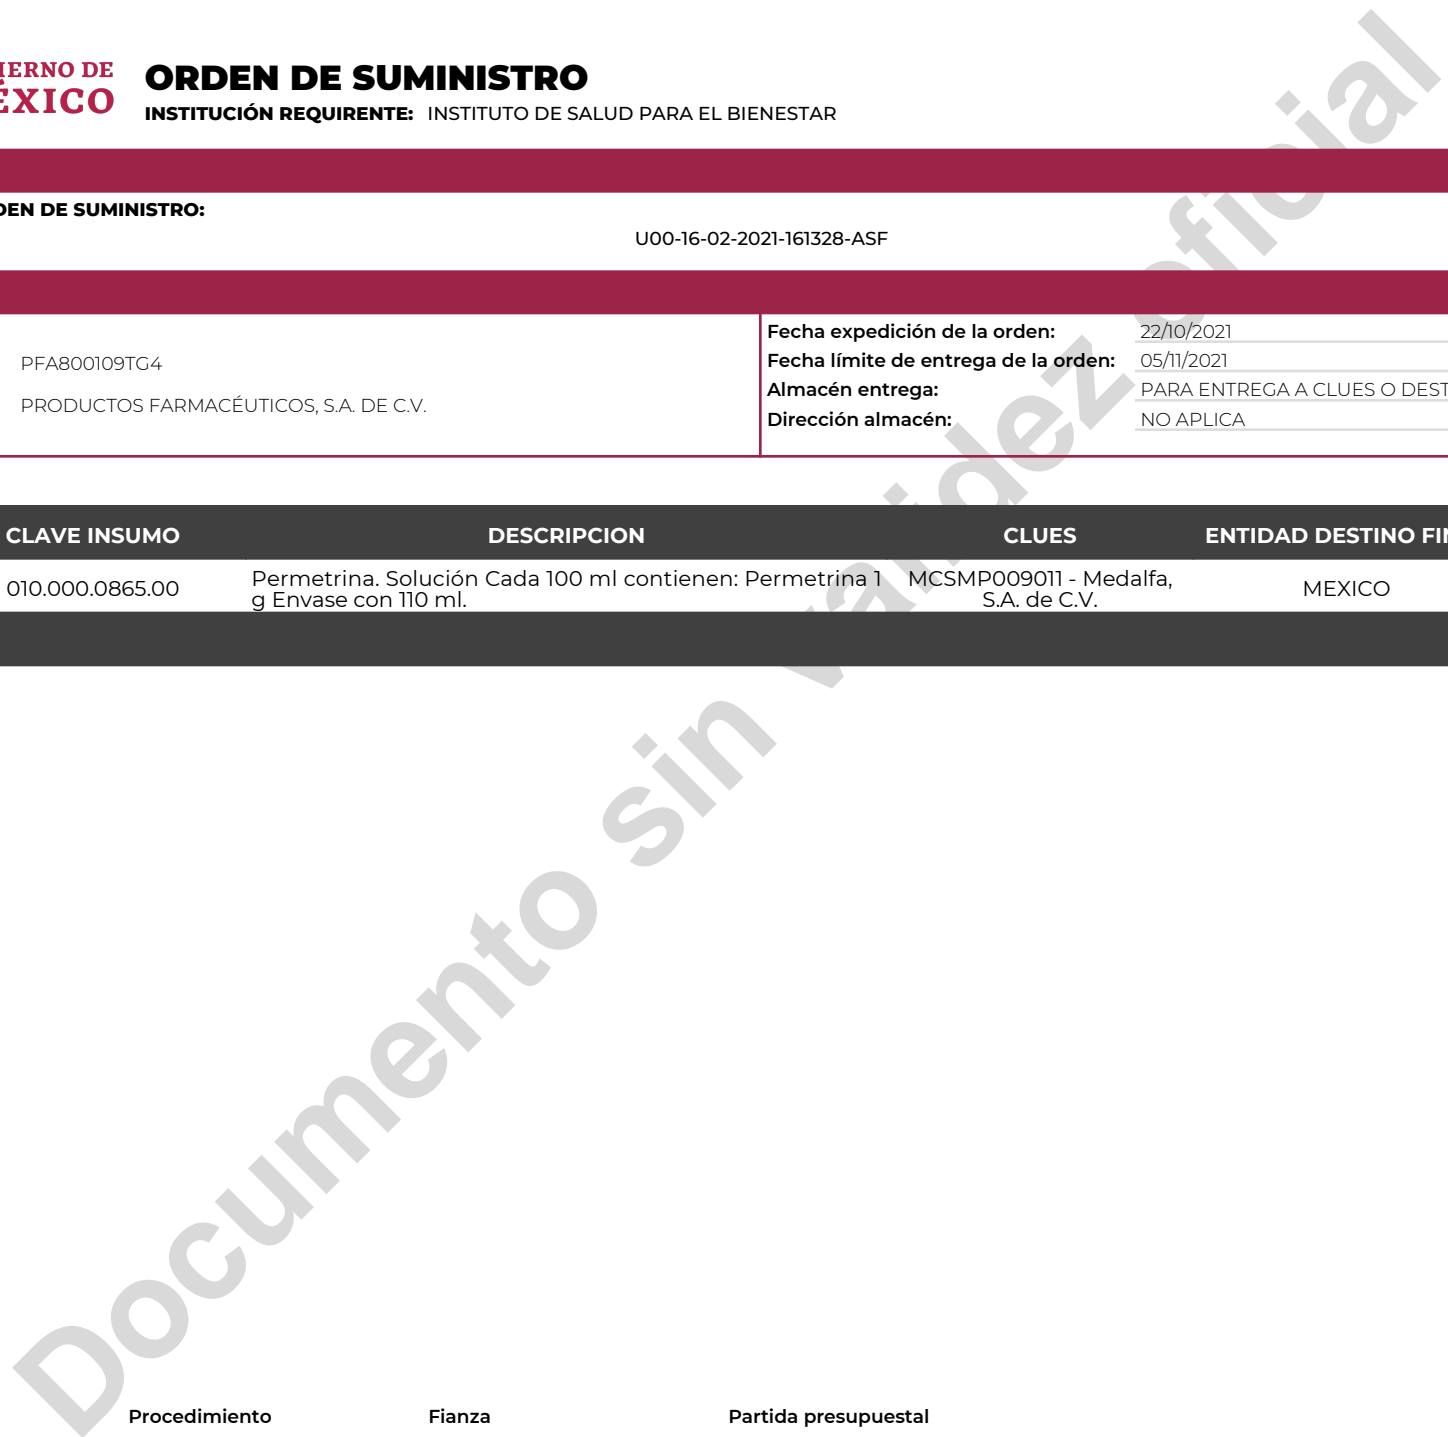 IERNO DE
ÉXICO
ORDEN DE SUMINISTRO
INSTITUCIÓN REQUIRENTE: INSTITUTO DE SALUD PARA EL BIENESTAR
DEN DE SUMINISTRO:
U00-16-02-2021-161328-ASF
PFA800109TG4
PRODUCTOS FARMACÉUTICOS, S.A. DE C.V.
Fecha expedición de la orden: 22/10/2021
Fecha límite de entrega de la orden: 05/11/2021
Almacén entrega: PARA ENTREGA A CLUES O DEST
Dirección almacén: NO APLICA
CLAVE INSUMO DESCRIPCION CLUES ENTIDAD DESTINO FIN
010.000.0865.00 Permetrina. Solución Cada 100 ml contienen: Permetrina 1 MCSMP009011 - Medalfa, MEXICO
g Envase con 110 ml. S.A. de C.V.
Documento sin validez oficial
Procedimiento Fianza Partida presupuestal